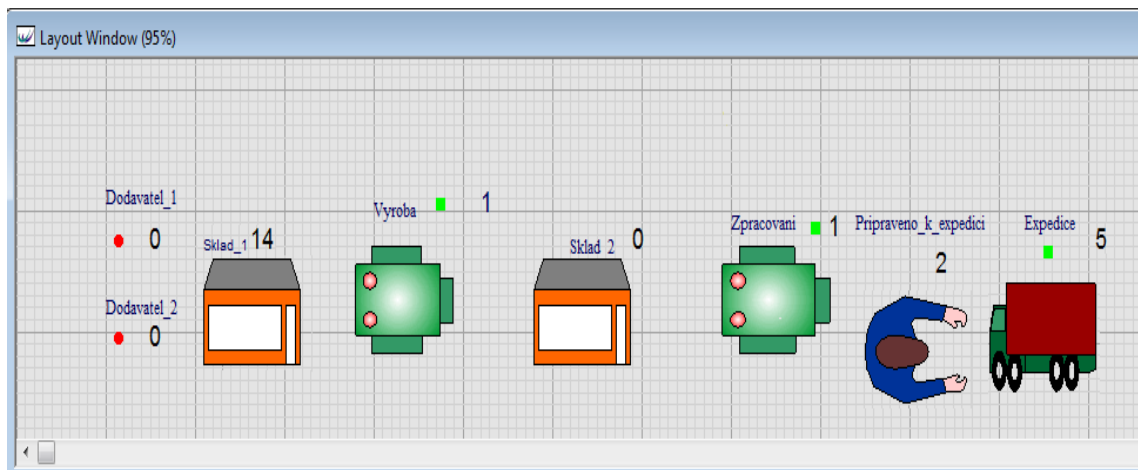 Layout Window (95%)
Dodavatel_1
0
Sklad_1 14
Vyroba 1
Sklad_2 0
Zpracovani 1
Pripraveno_k_expedici
2
Expedice 5
Dodavatel_2
0